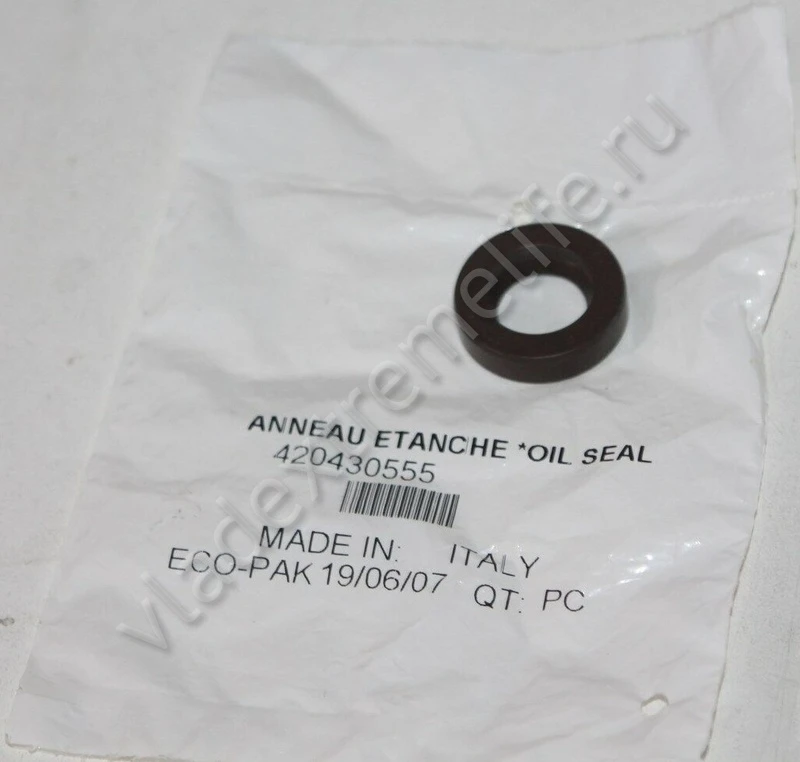 vladextremelife.ru
ANNEAU ETANCHE *OIL SEAL
420430555
MADE IN: ITALY
ECO-PAK 19/06/07 QT: PC